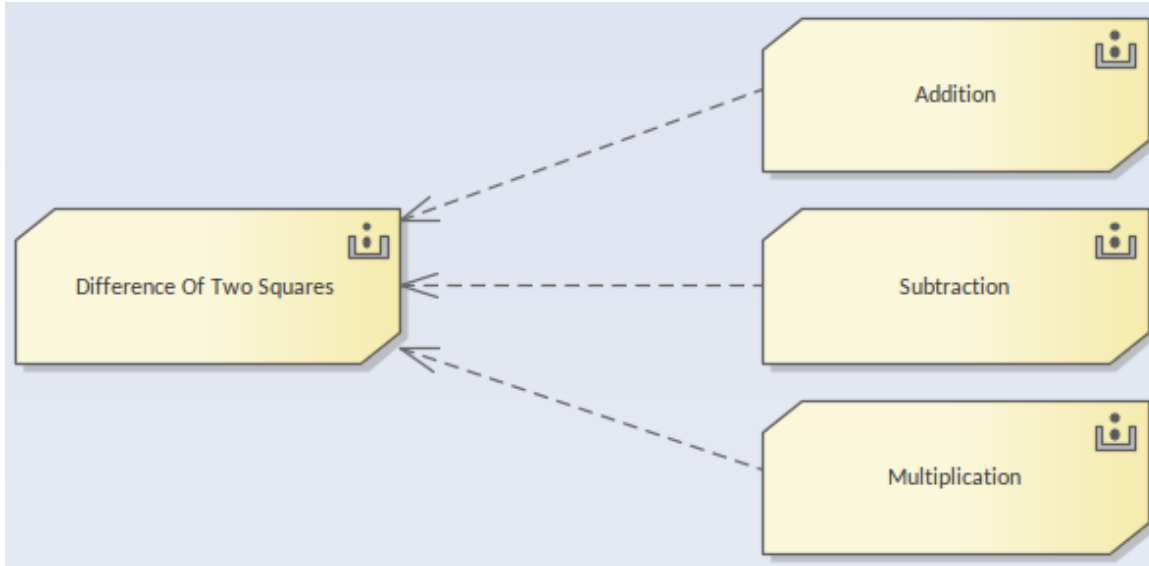 Addition
Difference Of Two Squares
Subtraction
Multiplication